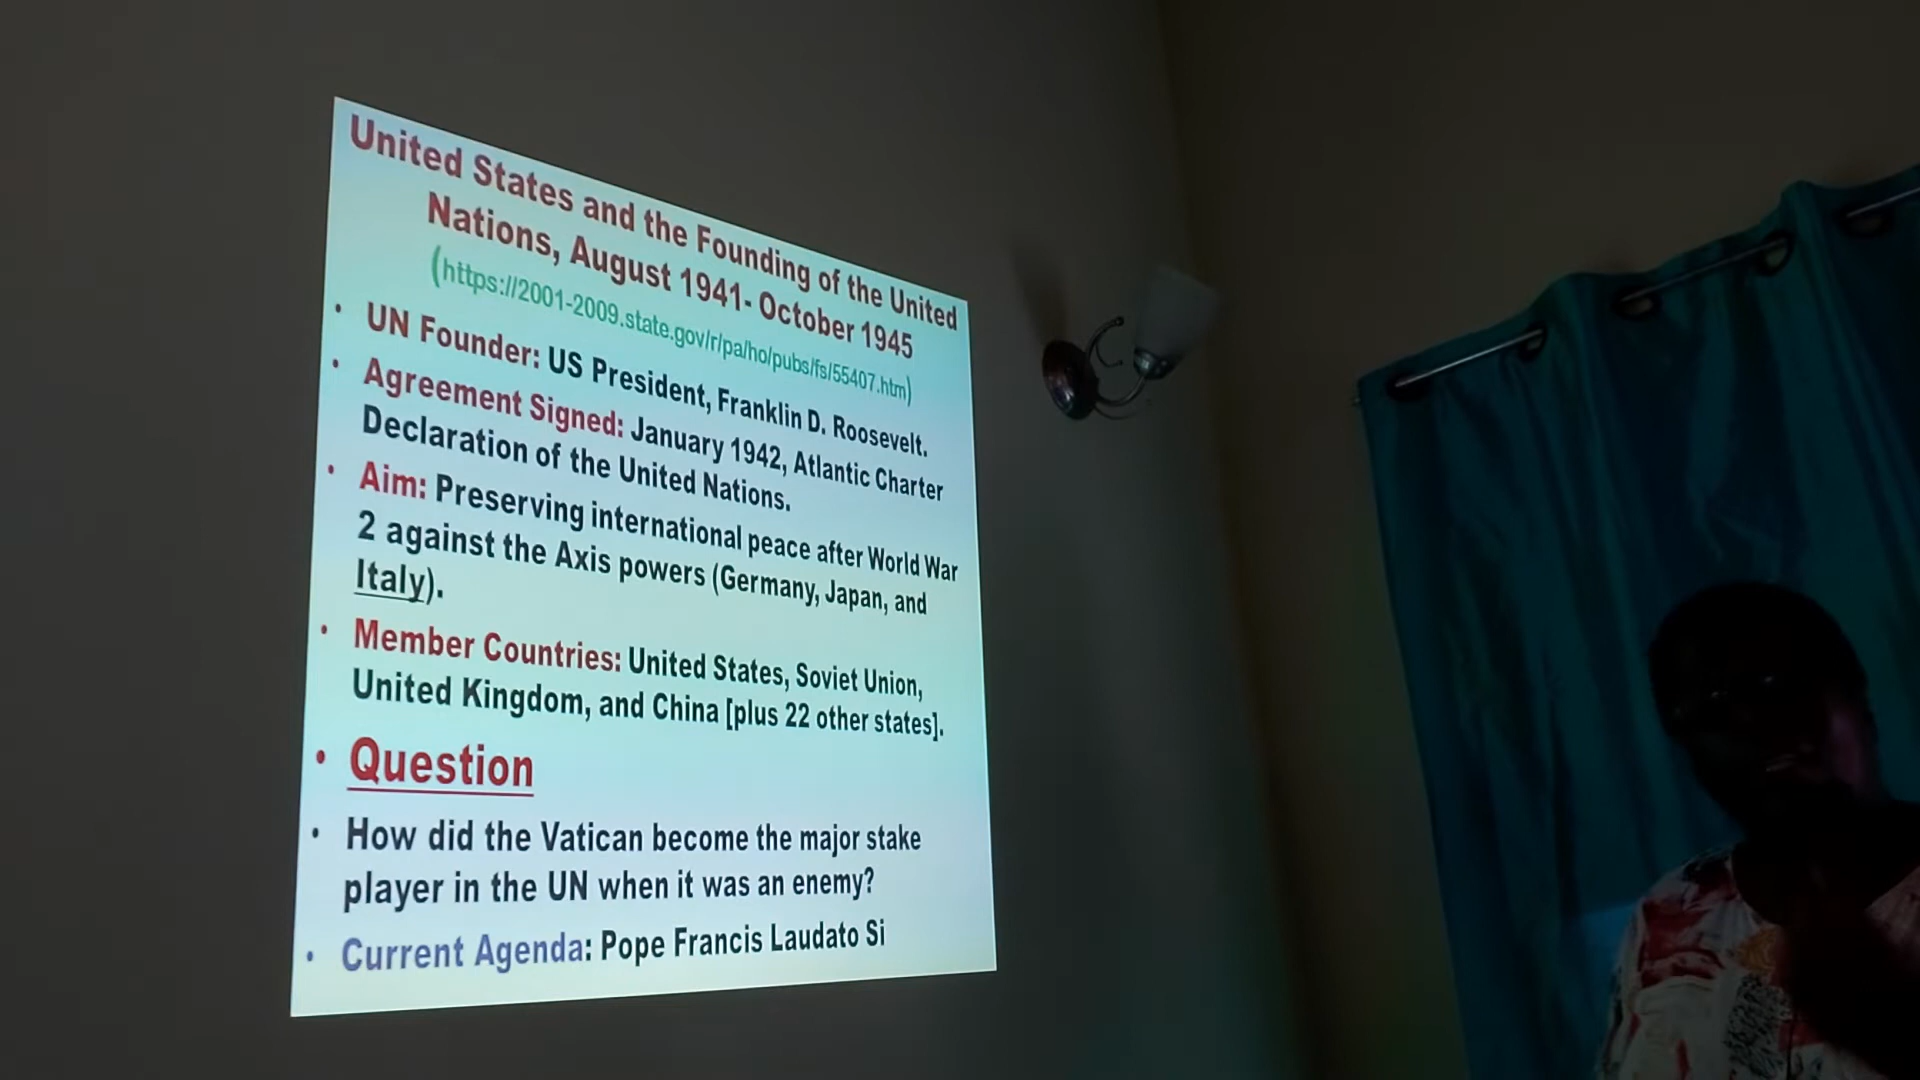 United States and the Founding of the United
Nations, August 1941- October 1945
(https://2001-2009.state.gov/r/pa/ho/pubs/fs/55407.htm)
• UN Founder: US President, Franklin D. Roosevelt.
• Agreement Signed: January 1942, Atlantic Charter
Declaration of the United Nations.
• Aim: Preserving international peace after World War
2 against the Axis powers (Germany, Japan, and
Italy).
• Member Countries: United States, Soviet Union,
United Kingdom, and China [plus 22 other states].
• Question
• How did the Vatican become the major stake
player in the UN when it was an enemy?
• Current Agenda: Pope Francis Laudato Si